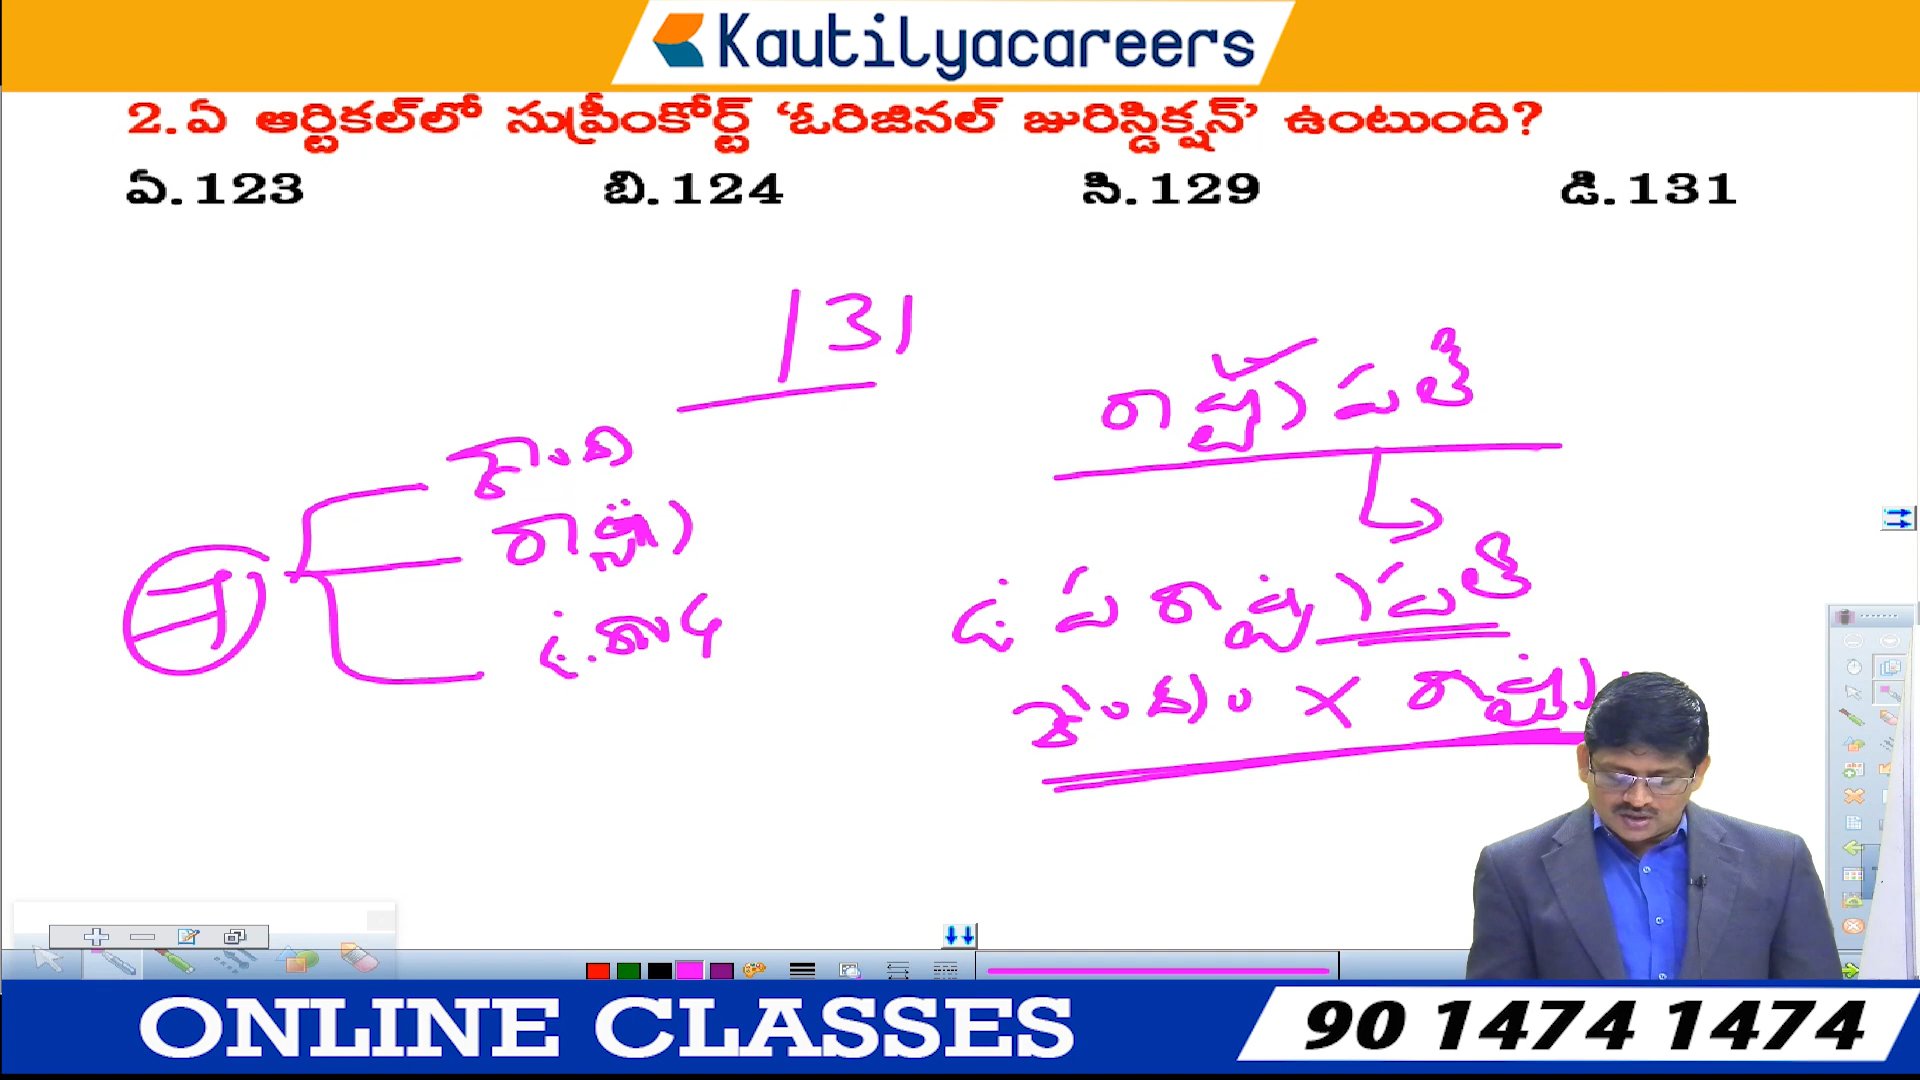 Kautilyacareers
2. ఏ ఆర్టికల్‌లో సుప్రీంకోర్ట్ ‘ఓరిజినల్ జురిస్డిక్షన్’ ఉంటుంది?
ఏ. 123 బి. 124 సి. 129 డి. 131
131
రాష్ట్రపతి
రాష్ట్ర
ఉపరాష్ట్రపతి
కేంద్రం X రాష్ట్ర
ONLINE CLASSES
90 1474 1474